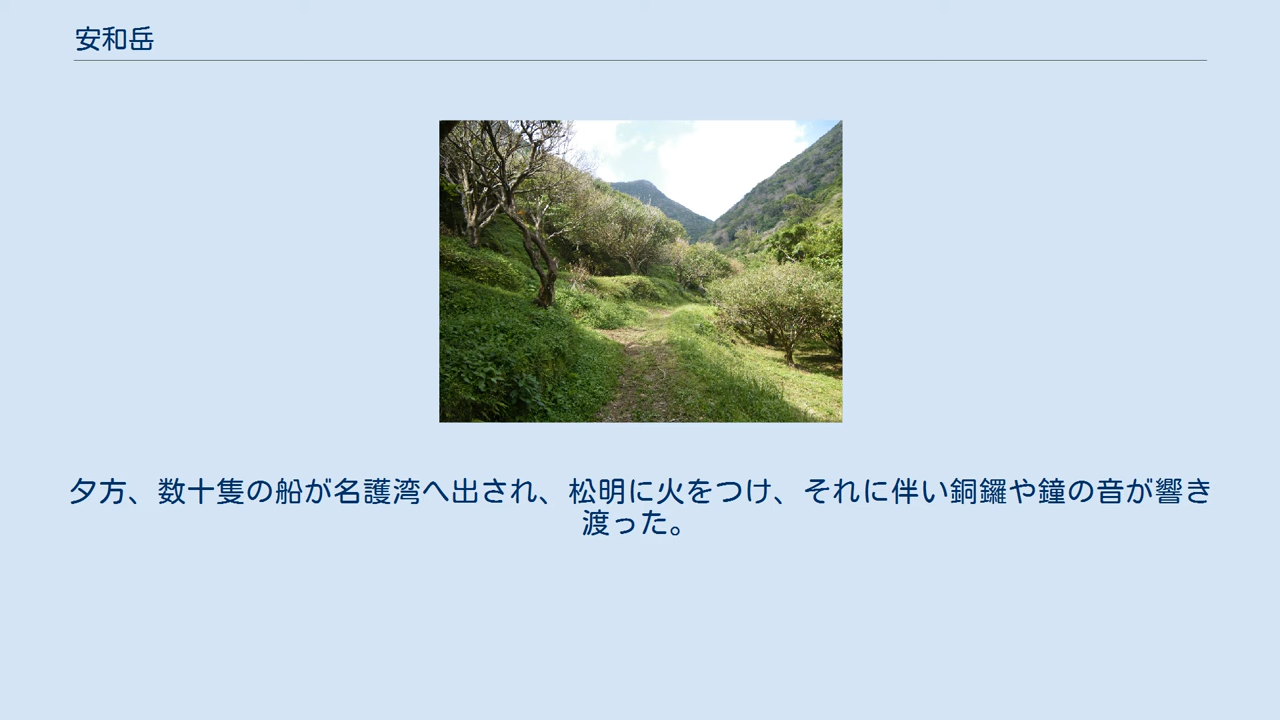 安和岳
夕方、数十隻の船が名護湾へ出され、松明に火をつけ、それに伴い銅鑼や鐘の音が響き
渡った。